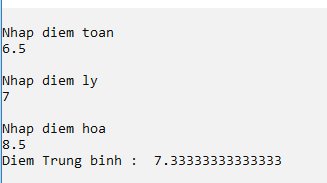 Nhap diem toan
6.5
Nhap diem ly
7
Nhap diem hoa
8.5
Diem Trung binh :  7.33333333333333